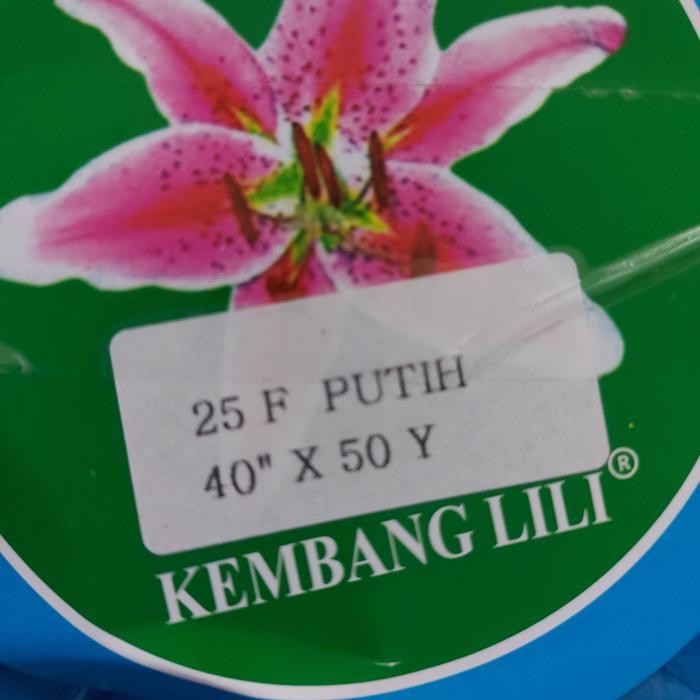 25 F PUTIH
40" X 50 Y
KEMBANG LILI®